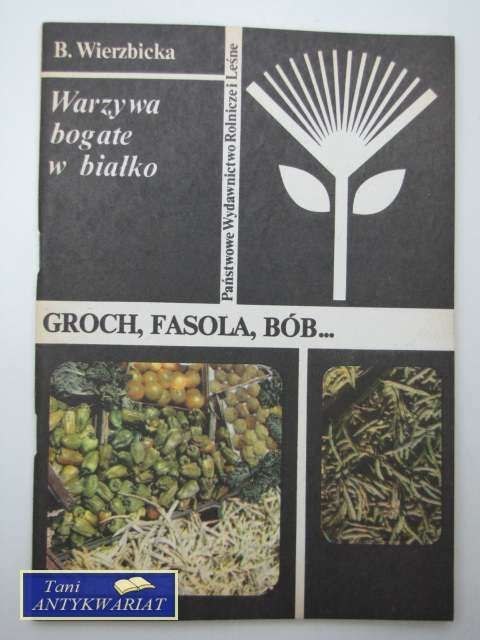 B. Wierzbicka
Warzywa
bogate
w białko
Państwowe Wydawnictwo Rolnicze i Leśne
GROCH, FASOLA, BÓB...
Tani
ANTYKWARIAT